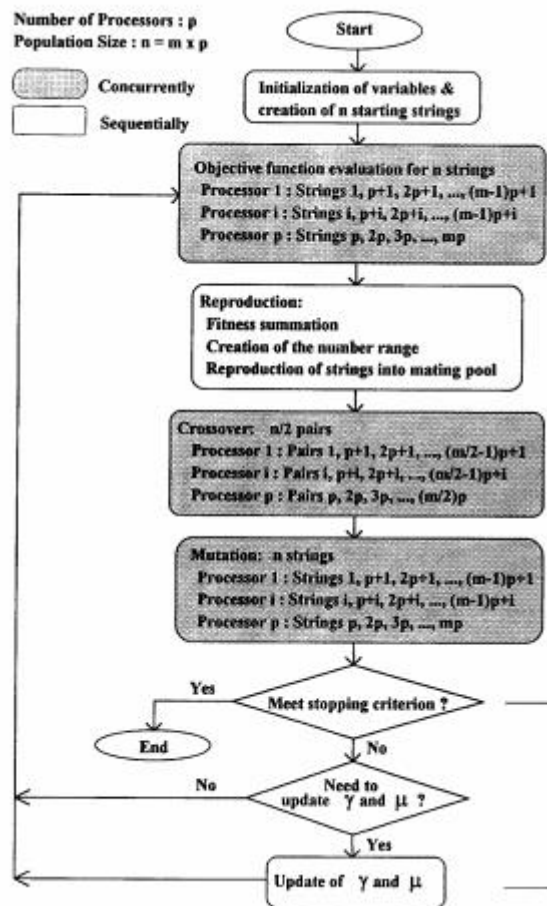 Number of Processors : p
Population Size : n = m x p
Concurrently
Sequentially
Start
Initialization of variables &
creation of n starting strings
Objective function evaluation for n strings
Processor 1 : Strings 1, p+1, 2p+1, ..., (m-1)p+1
Processor i : Strings i, p+i, 2p+i, ..., (m-1)p+i
Processor p : Strings p, 2p, 3p, ..., mp
Reproduction:
Fitness summation
Creation of the number range
Reproduction of strings into mating pool
Crossover: n/2 pairs
Processor 1 : Pairs 1, p+1, 2p+1, ..., (m/2-1)p+1
Processor i : Pairs i, p+i, 2p+i, ..., (m/2-1)p+i
Processor p : Pairs p, 2p, 3p, ..., (m/2)p
Mutation: n strings
Processor 1 : Strings 1, p+1, 2p+1, ..., (m-1)p+1
Processor i : Strings i, p+i, 2p+i, ..., (m-1)p+i
Processor p : Strings p, 2p, 3p, ..., mp
Yes
Meet stopping criterion ?
End
No
No
Need to
update γ and μ ?
Yes
Update of γ and μ